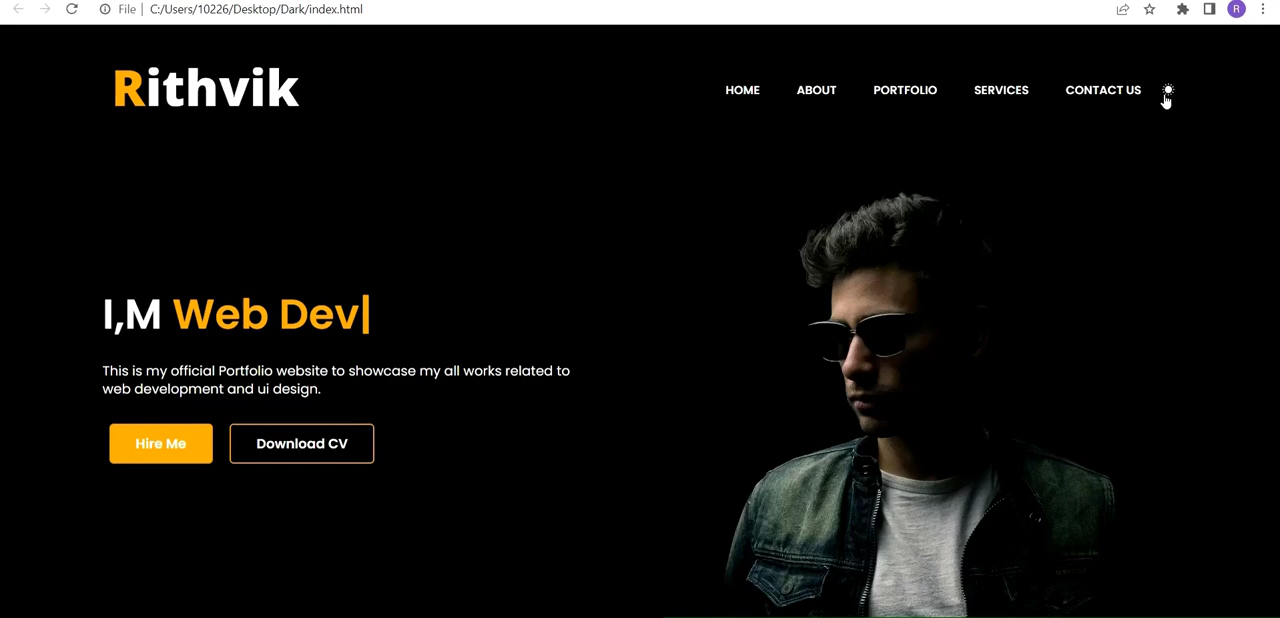 File | C:/Users/10226/Desktop/Dark/index.html
R
Rithvik
HOME ABOUT PORTFOLIO SERVICES CONTACT US
I,M Web Dev|
This is my official Portfolio website to showcase my all works related to
web development and ui design.
Hire Me Download CV